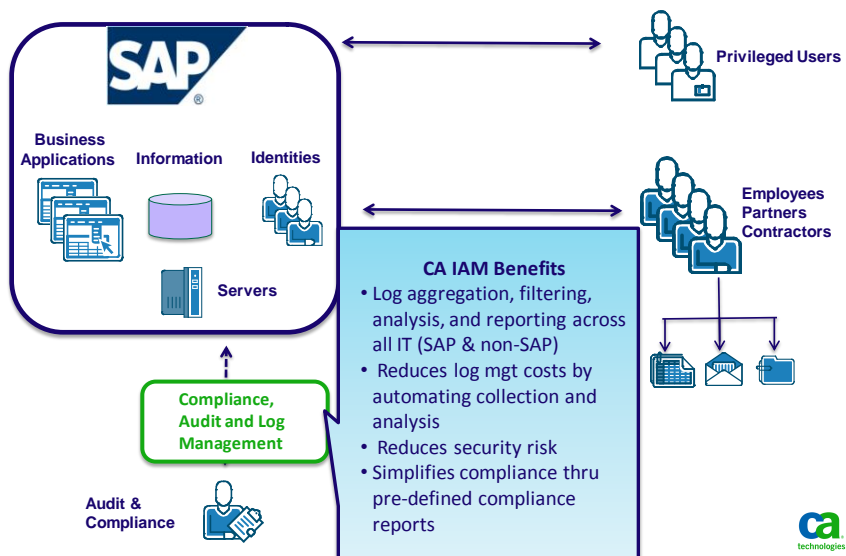 SAP
®
Privileged Users
Business
Applications
Information
Identities
Servers
Employees
Partners
Contractors
CA IAM Benefits
• Log aggregation, filtering,
analysis, and reporting across
all IT (SAP & non-SAP)
• Reduces log mgt costs by
automating collection and
analysis
• Reduces security risk
• Simplifies compliance thru
pre-defined compliance
reports
Compliance,
Audit and Log
Management
Audit &
Compliance
ca
technologies